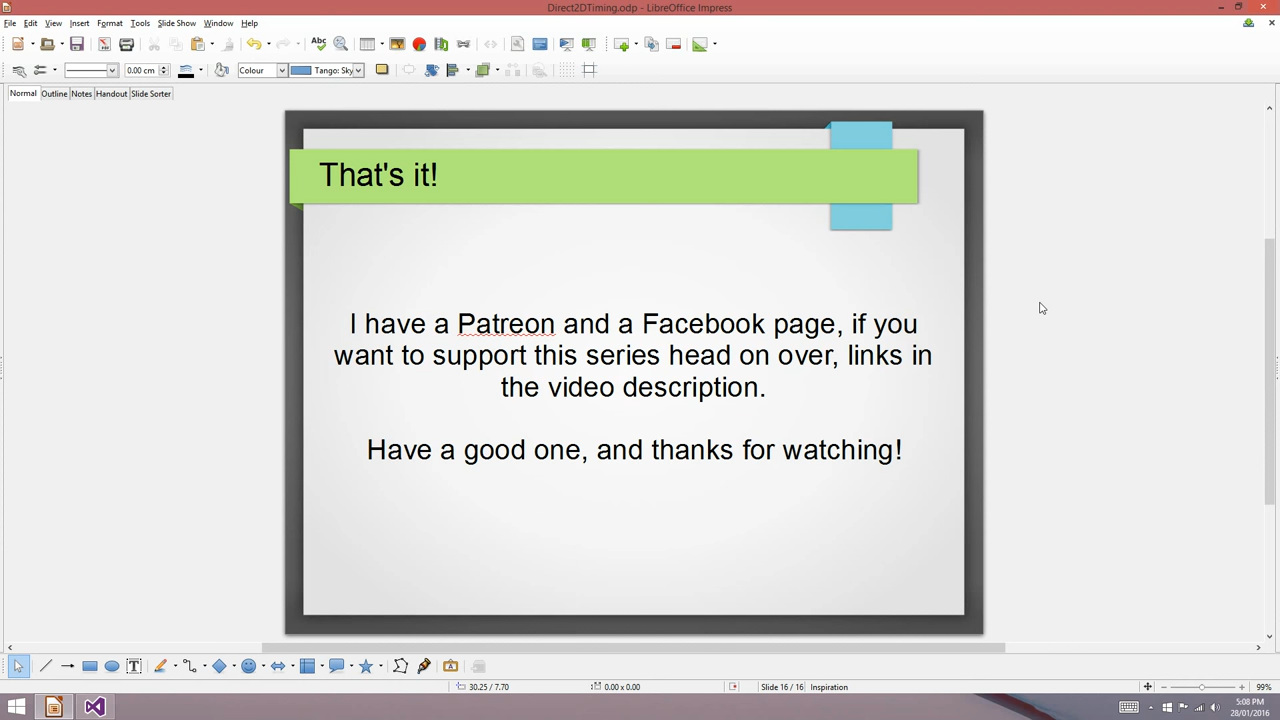 Direct2DTiming.odp - LibreOffice Impress
File Edit View Insert Format Tools Slide Show Window Help
0.00 cm Colour Tango: Sky
Normal Outline Notes Handout Slide Sorter
That's it!
I have a Patreon and a Facebook page, if you
want to support this series head on over, links in
the video description.
Have a good one, and thanks for watching!
30.25 / 7.70 0.00 x 0.00 Slide 16 / 16 Inspiration 99%
5:08 PM
28/01/2016